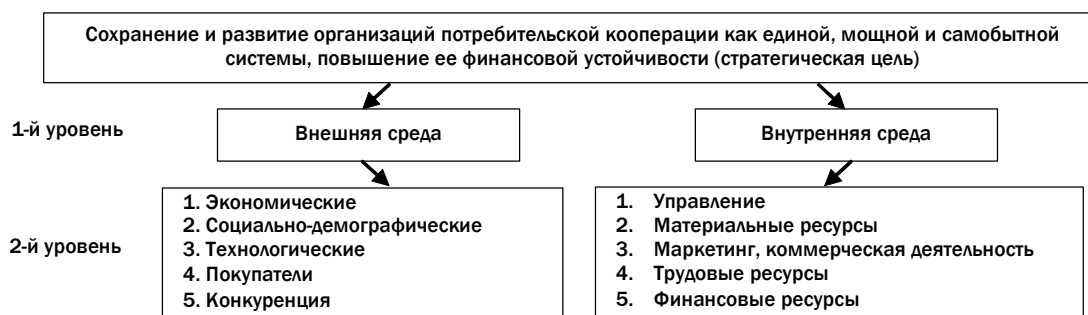 Сохранение и развитие организаций потребительской кооперации как единой, мощной и самобытной
системы, повышение ее финансовой устойчивости (стратегическая цель)
1-й уровень
Внешняя среда
Внутренняя среда
2-й уровень
1. Экономические
2. Социально-демографические
3. Технологические
4. Покупатели
5. Конкуренция
1. Управление
2. Материальные ресурсы
3. Маркетинг, коммерческая деятельность
4. Трудовые ресурсы
5. Финансовые ресурсы